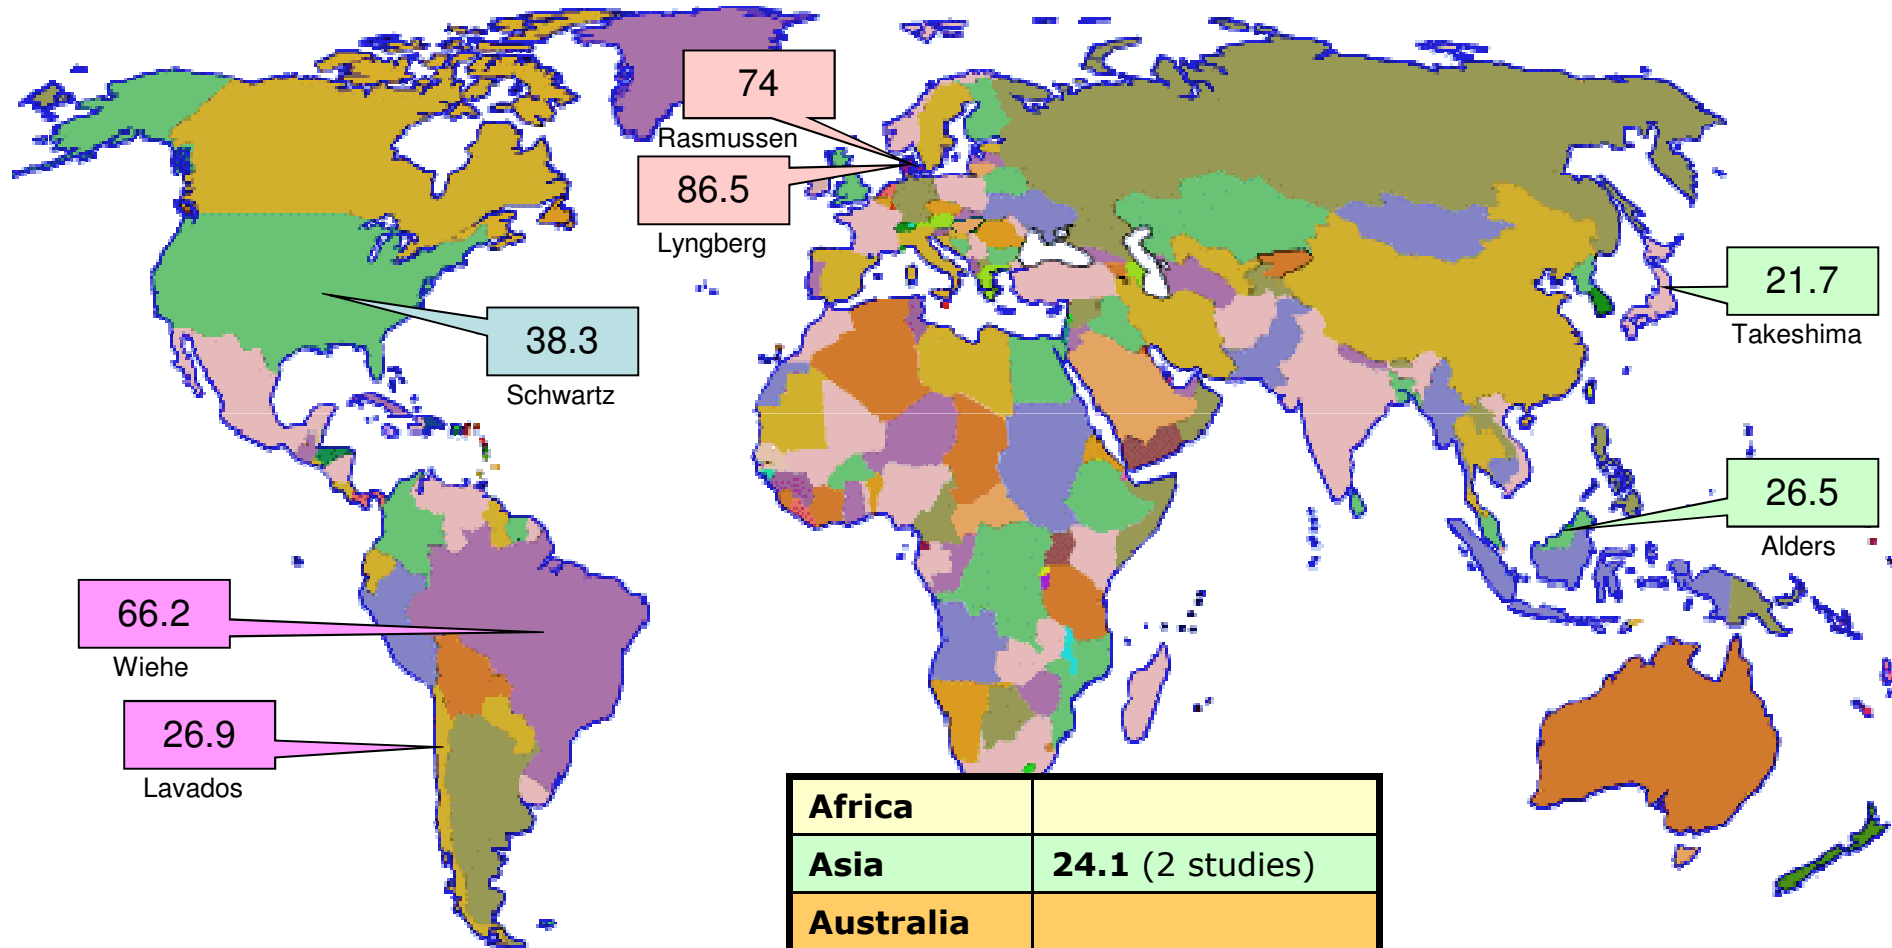 74
Rasmussen
86.5
Lyngberg
38.3
Schwartz
21.7
Takeshima
26.5
Alders
66.2
Wiehe
26.9
Lavados
Africa
Asia 24.1 (2 studies)
Australia